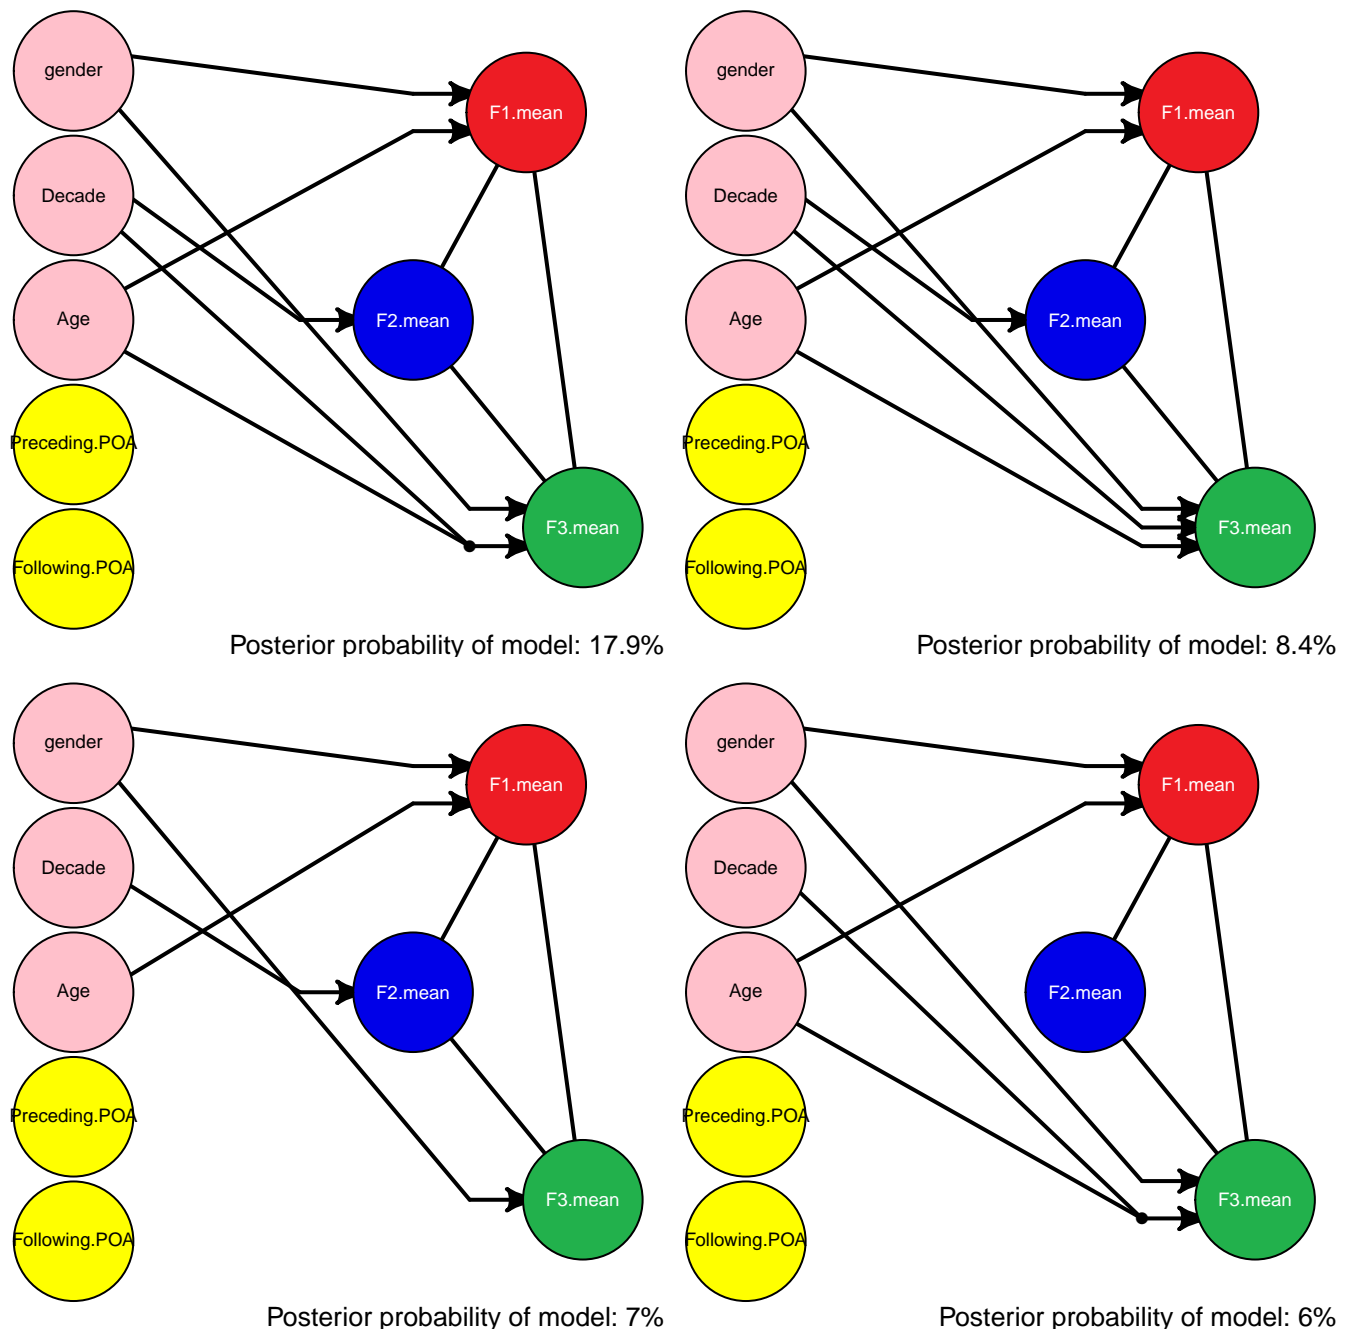 gender
F1.mean
Decade
Age
F2.mean
Preceding.POA
Following.POA
F3.mean
Posterior probability of model: 17.9%
gender
F1.mean
Decade
Age
F2.mean
Preceding.POA
Following.POA
F3.mean
Posterior probability of model: 8.4%
gender
F1.mean
Decade
Age
F2.mean
Preceding.POA
Following.POA
F3.mean
Posterior probability of model: 7%
gender
F1.mean
Decade
Age
F2.mean
Preceding.POA
Following.POA
F3.mean
Posterior probability of model: 6%